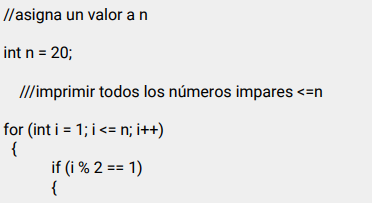 //asigna un valor a n
int n = 20;
///imprimir todos los números impares <=n
for (int i = 1; i <= n; i++)
{
if (i % 2 == 1)
{